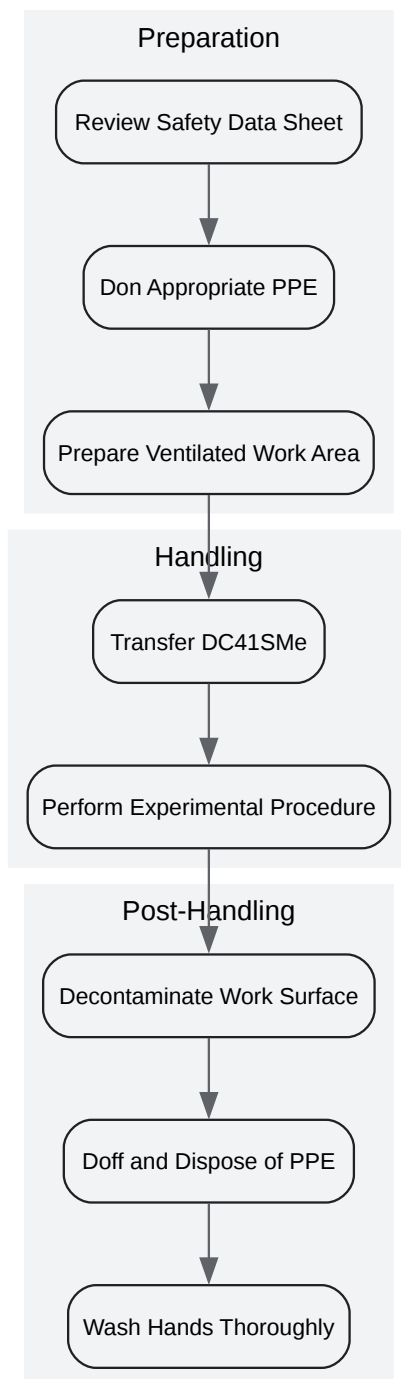 Preparation
Review Safety Data Sheet
Don Appropriate PPE
Prepare Ventilated Work Area
Handling
Transfer DC41SMe
Perform Experimental Procedure
Post-Handling
Decontaminate Work Surface
Doff and Dispose of PPE
Wash Hands Thoroughly